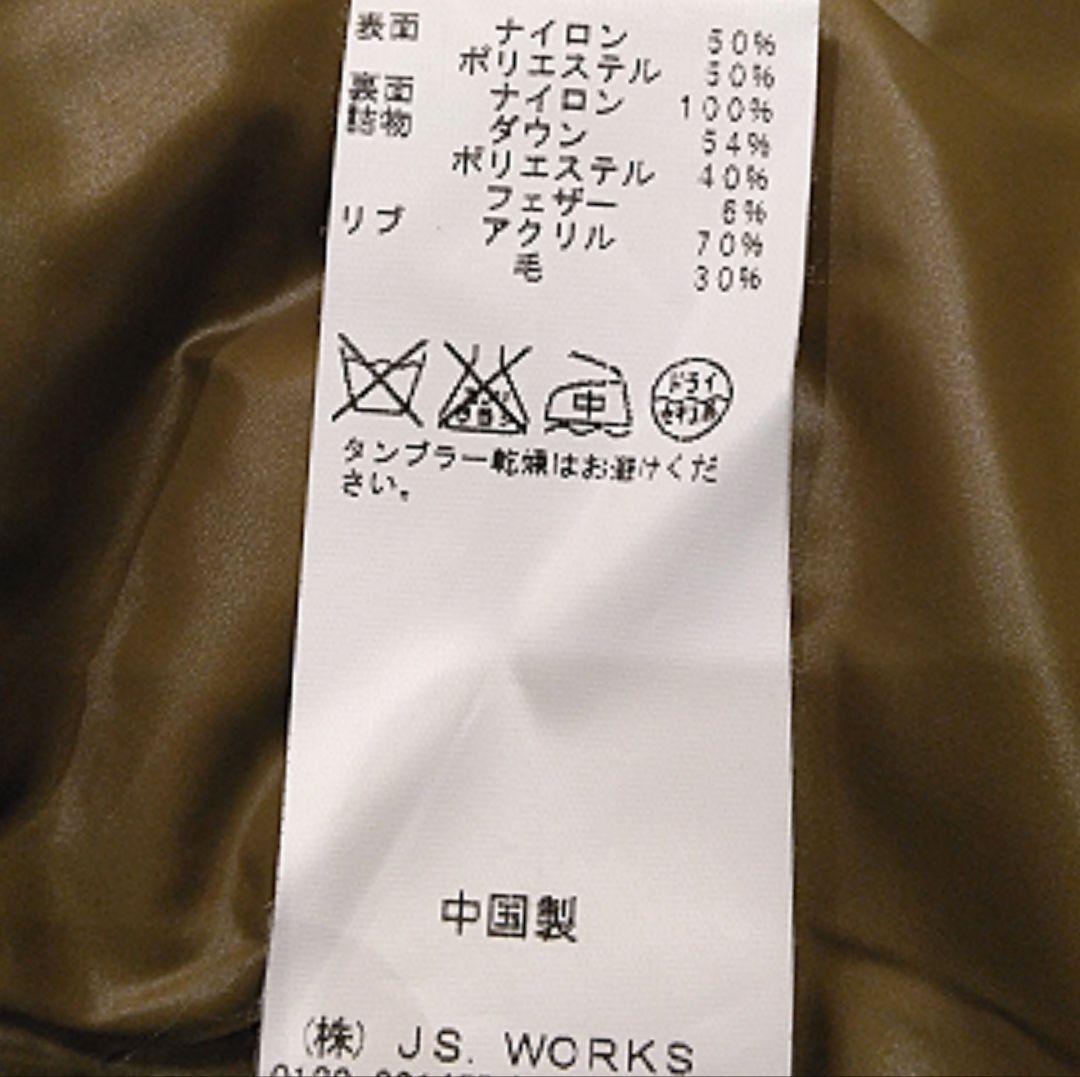 表面 ナイロン 50%
ポリエステル 50%
裏面 ナイロン 100%
詰物 ダウン 54%
ポリエステル 40%
フェザー 6%
リブ アクリル 70%
毛 30%
中 ドライ
タンブラー乾燥はお避けくだ
さい。
中国製
(株) JS. WORKS